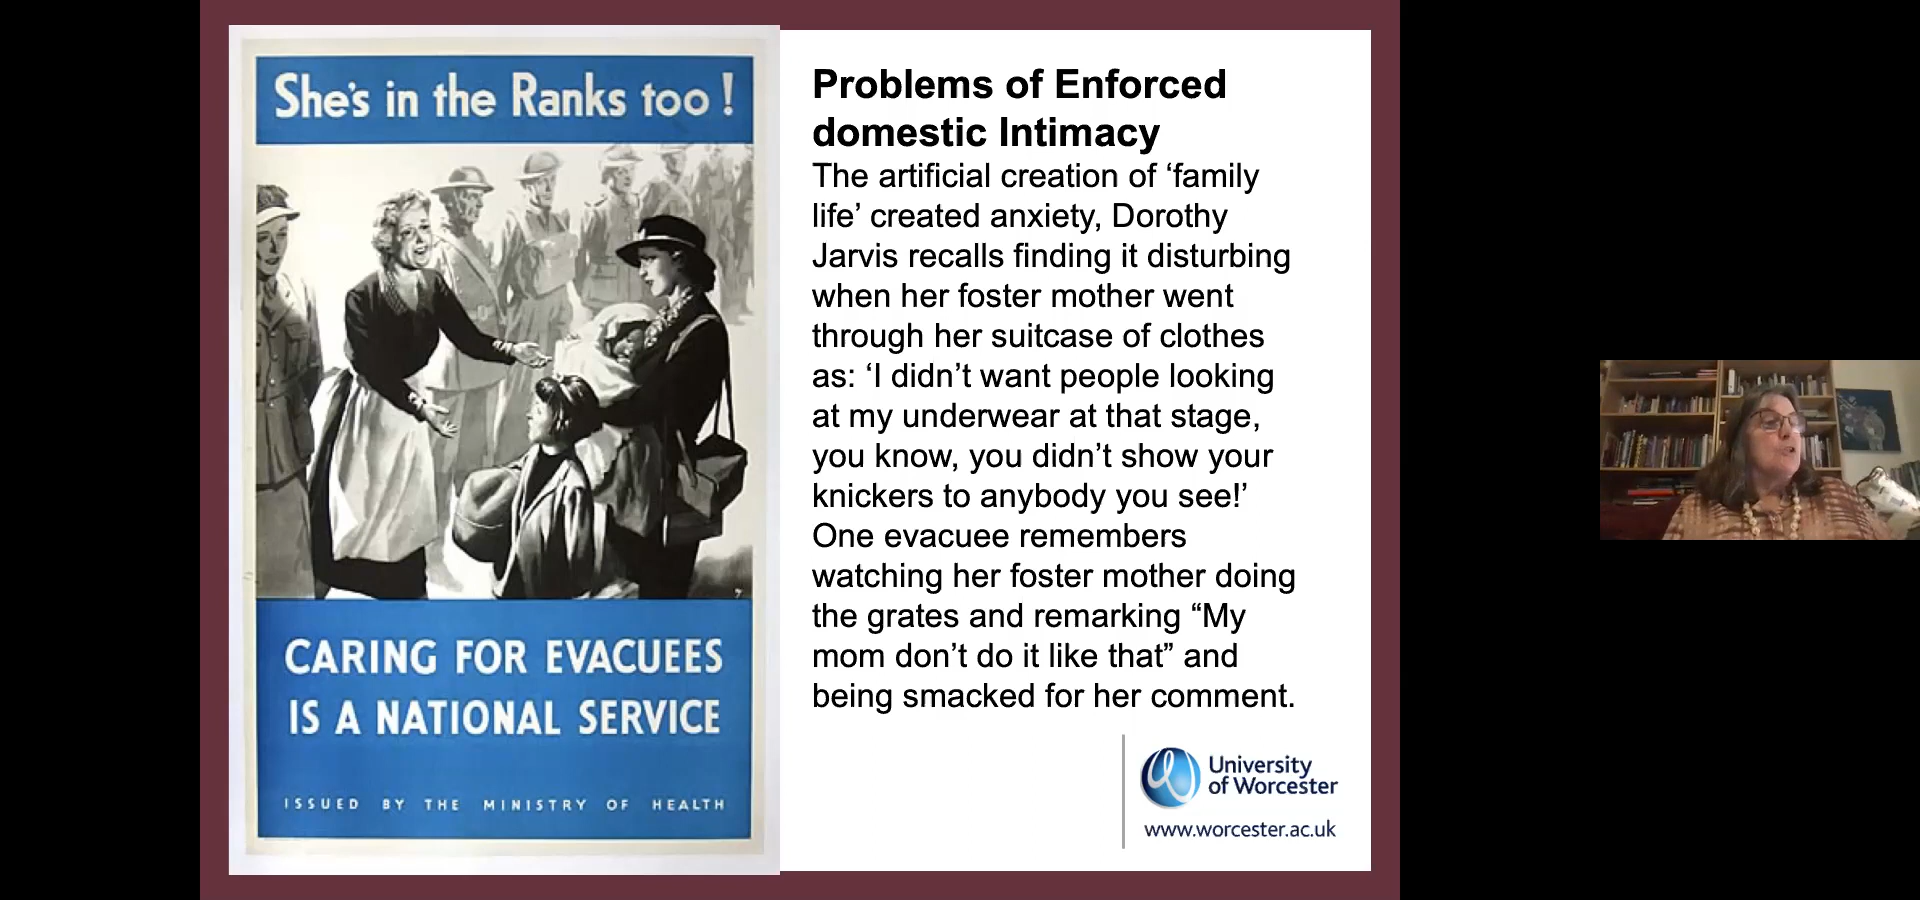 She's in the Ranks too!
CARING FOR EVACUEES
IS A NATIONAL SERVICE
ISSUED BY THE MINISTRY OF HEALTH
Problems of Enforced
domestic Intimacy
The artificial creation of ‘family
life’ created anxiety, Dorothy
Jarvis recalls finding it disturbing
when her foster mother went
through her suitcase of clothes
as: ‘I didn’t want people looking
at my underwear at that stage,
you know, you didn’t show your
knickers to anybody you see!’
One evacuee remembers
watching her foster mother doing
the grates and remarking “My
mom don’t do it like that” and
being smacked for her comment.
University
of Worcester
www.worcester.ac.uk